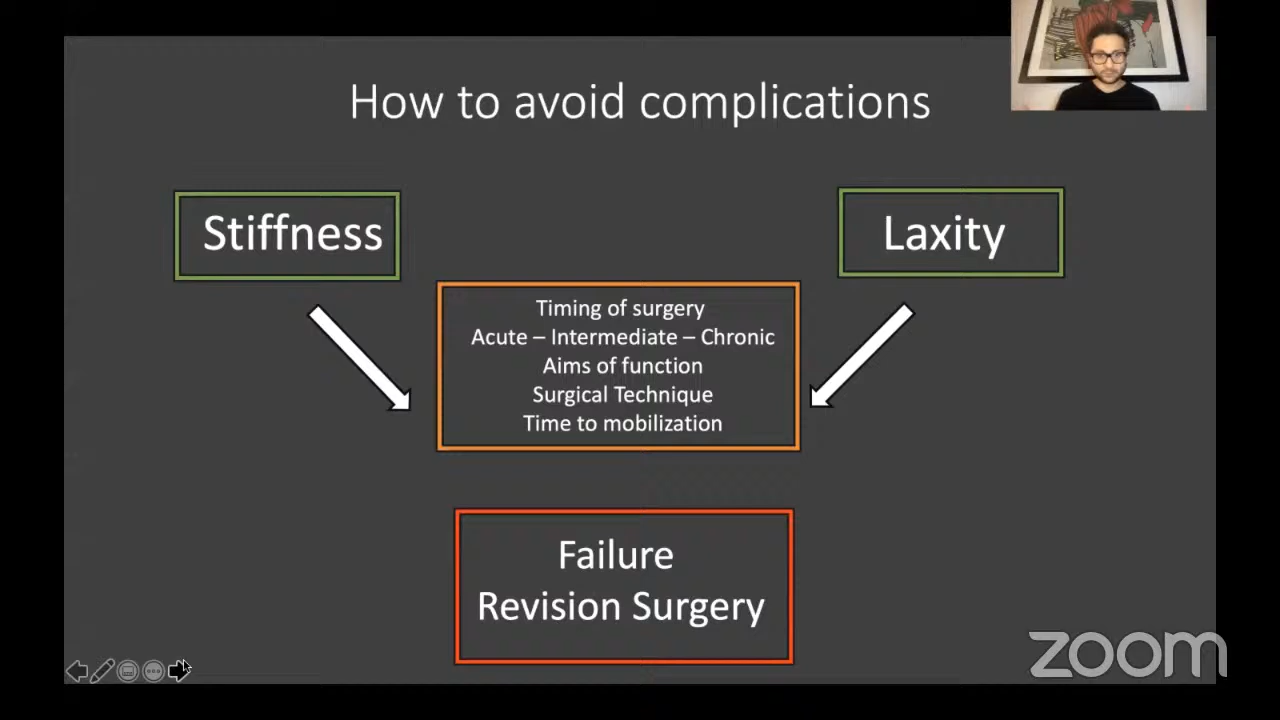 How to avoid complications
Stiffness
Laxity
Timing of surgery
Acute – Intermediate – Chronic
Aims of function
Surgical Technique
Time to mobilization
Failure
Revision Surgery
zoom